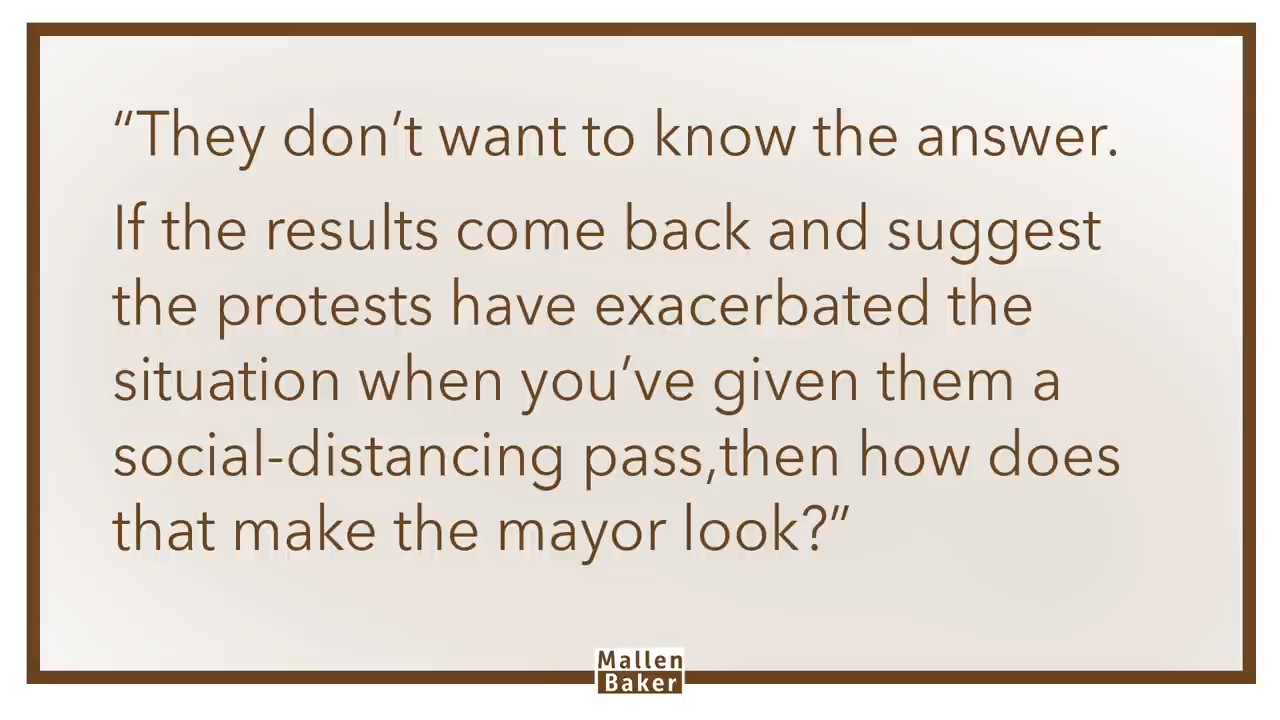 “They don’t want to know the answer.
If the results come back and suggest
the protests have exacerbated the
situation when you’ve given them a
social-distancing pass,then how does
that make the mayor look?”
Mallen
Baker